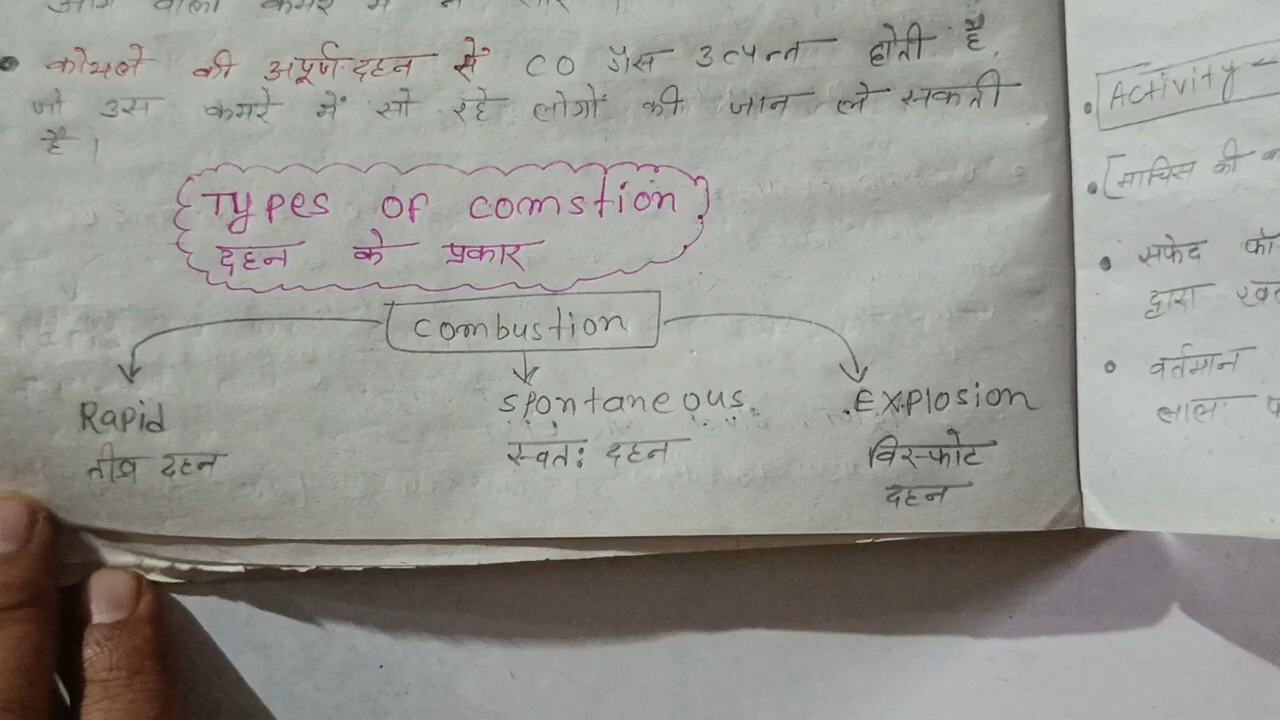 • कोयले की अपूर्ण दहन से CO गैस उत्पन्न होती है,
जो उस कमरे में सो रहे लोगों की जान ले सकती
है।
Types of comstion
दहन के प्रकार
combustion
Rapid
तीव्र दहन
spontaneous
स्वतः दहन
Explosion
विस्फोट
दहन
• Activity
• [माचिस की
• सफेद
द्वारा
• वर्तमान
लाल